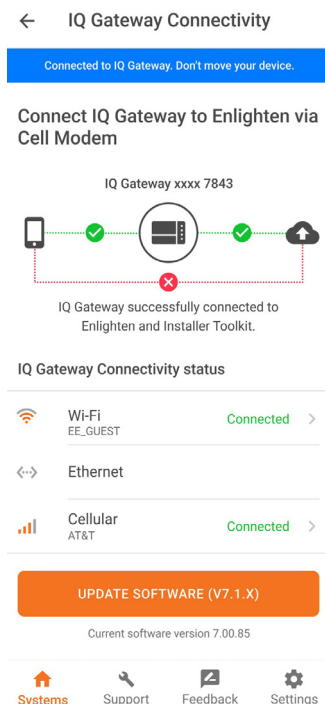 IQ Gateway Connectivity
Connected to IQ Gateway. Don't move your device.
Connect IQ Gateway to Enlighten via
Cell Modem
IQ Gateway xxxx 7843
IQ Gateway successfully connected to
Enlighten and Installer Toolkit.
IQ Gateway Connectivity status
Wi-Fi
Connected
EE_GUEST
Ethernet
Cellular
Connected
AT&T
UPDATE SOFTWARE (V7.1.X)
Current software version 7.00.85
Systems Support Feedback Settings